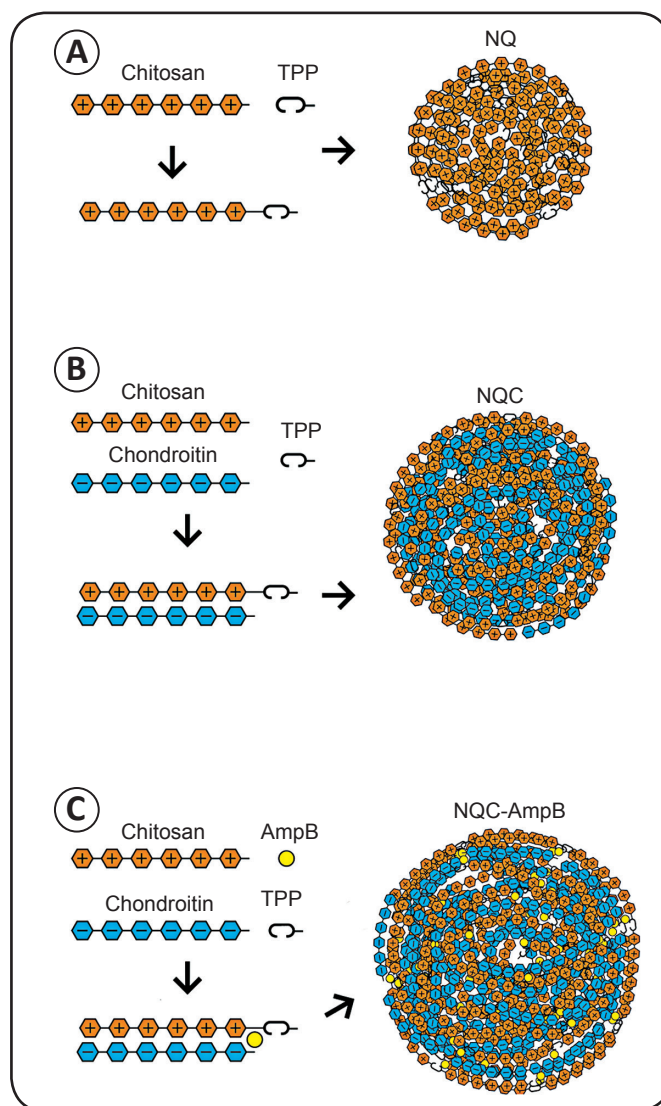 A
Chitosan
TPP
NQ
B
Chitosan
TPP
Chondroitin
NQC
C
Chitosan
AmpB
Chondroitin
TPP
NQC-AmpB